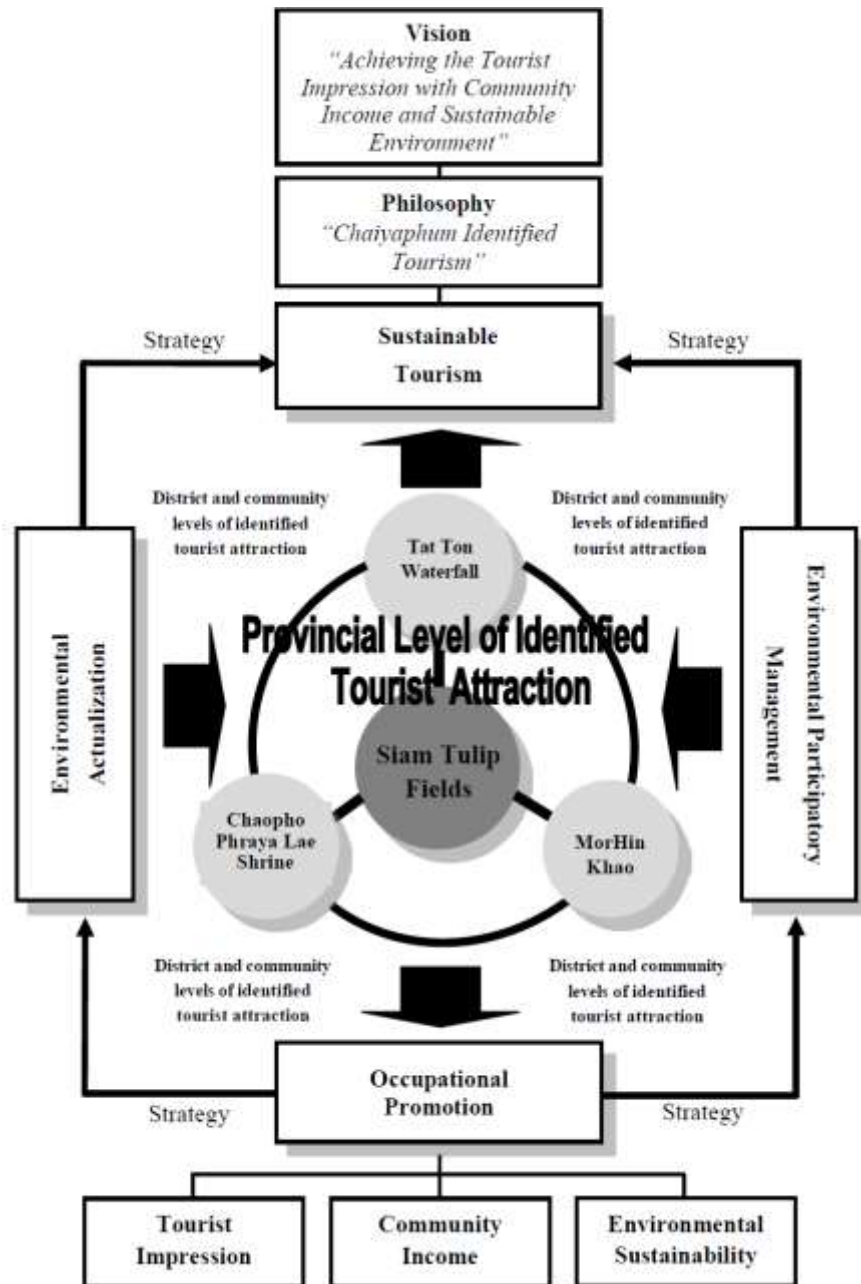 Vision
“Achieving the Tourist
Impression with Community
Income and Sustainable
Environment”
Philosophy
“Chaiyaphum Identified
Tourism”
Strategy
Sustainable
Tourism
Strategy
District and community
levels of identified
tourist attraction
District and community
levels of identified
tourist attraction
Tat Ton
Waterfall
Environmental
Actualization
Provincial Level of Identified
Tourist Attraction
Environmental Participatory
Management
Siam Tulip
Fields
Chaopho
Phraya Lae
Shrine
MorHin
Khao
District and community
levels of identified
tourist attraction
District and community
levels of identified
tourist attraction
Occupational
Promotion
Strategy
Strategy
Tourist
Impression
Community
Income
Environmental
Sustainability